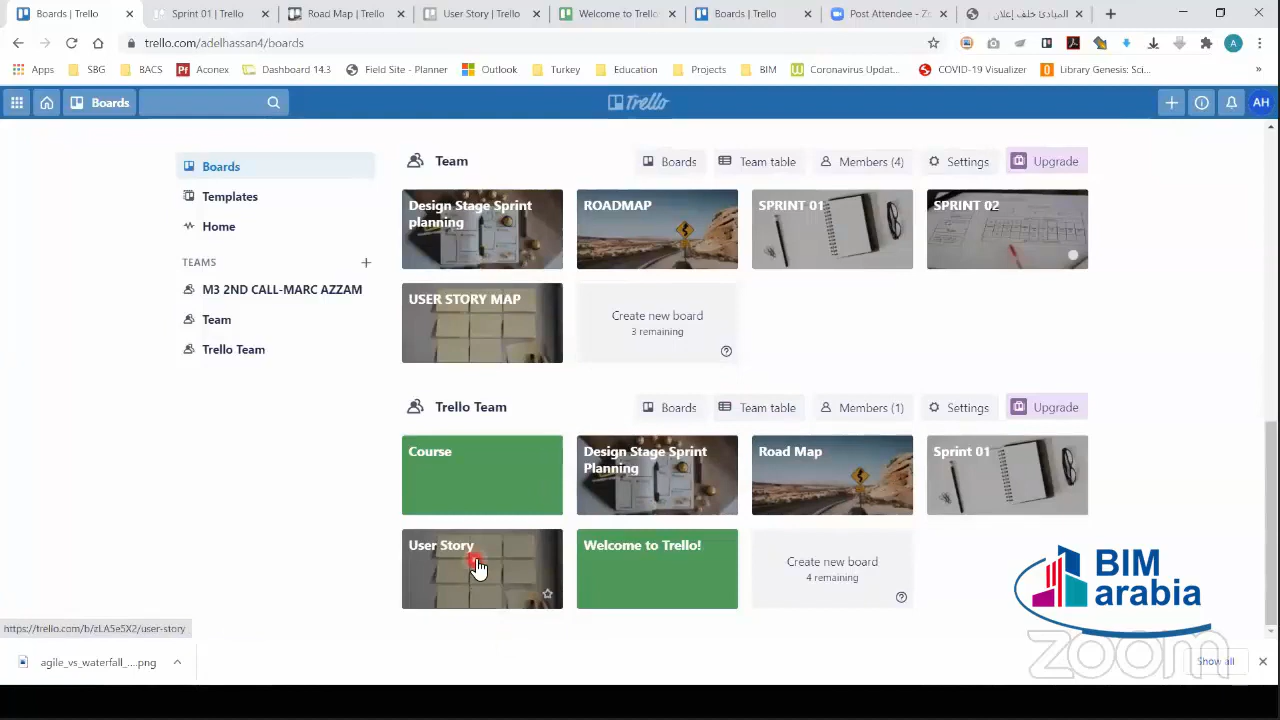 Boards | Trello
Sprint 01 | Trello
Road Map | Trello
User Story | Trello
Welcome to Trello!
Boards | Trello
Post Attendee - Zo
المبادئ خلف إعلان
trello.com/adelhassan4/boards
A
Apps
SBG
BACS
Aconex
Dashboard 14.3
Field Site - Planner
Outlook
Turkey
Education
Projects
BIM
Coronavirus Updat...
COVID-19 Visualizer
Library Genesis: Sci...
Boards
Trello
AH
Boards
Templates
Home
TEAMS
M3 2ND CALL-MARC AZZAM
Team
Trello Team
Team
Boards
Team table
Members (4)
Settings
Upgrade
Design Stage Sprint
planning
ROADMAP
SPRINT 01
SPRINT 02
USER STORY MAP
Create new board
3 remaining
Trello Team
Boards
Team table
Members (1)
Settings
Upgrade
Course
Design Stage Sprint
Planning
Road Map
Sprint 01
User Story
Welcome to Trello!
Create new board
4 remaining
BIM
arabia
zoom
https://trello.com/b/zLA5e5X2/user-story
agile_vs_waterfall_....png
Show all